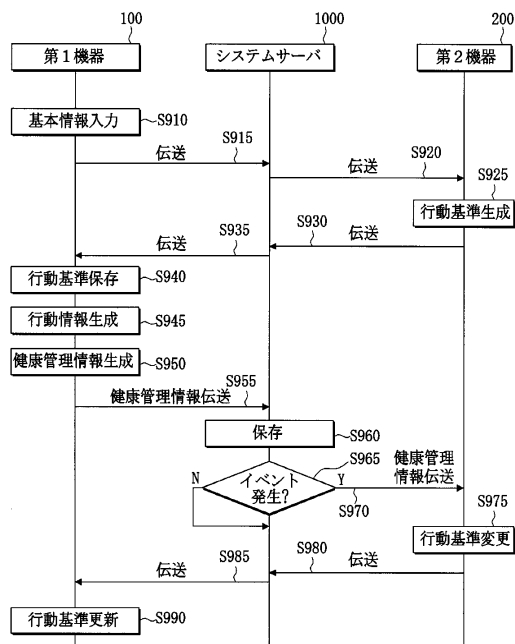 100
1000
200
第1機器
システムサーバ
第2機器
基本情報入力
S910
伝送
S915
伝送
S920
S925
行動基準生成
伝送
S930
伝送
S935
行動基準保存
S940
行動情報生成
S945
健康管理情報生成
S950
健康管理情報伝送
S955
保存
S960
イベント
発生?
S965
N
Y
健康管理
情報伝送
S970
S975
行動基準変更
伝送
S980
伝送
S985
行動基準更新
S990